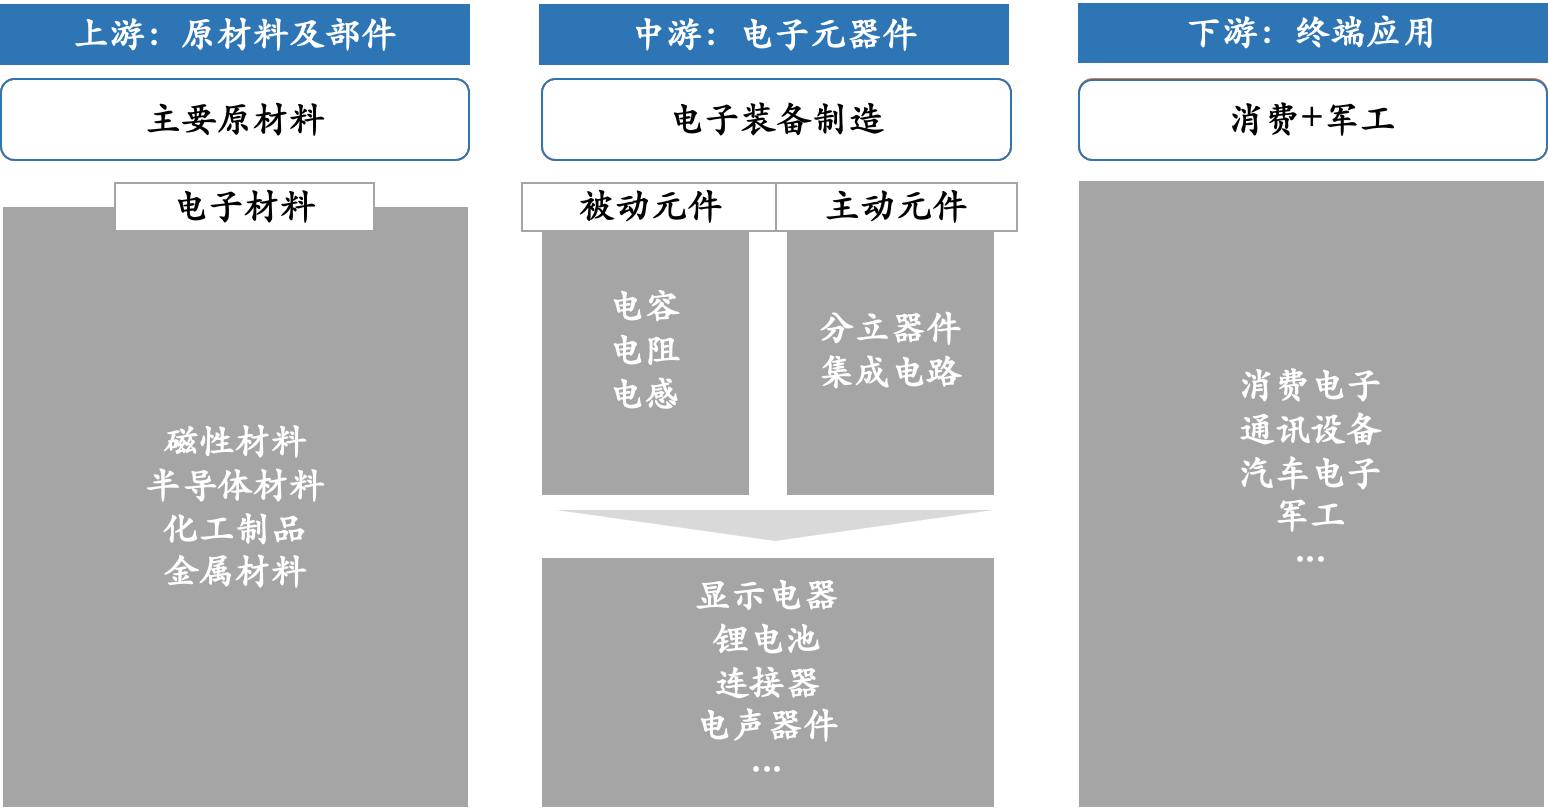 上游：原材料及部件
主要原材料
电子材料
磁性材料
半导体材料
化工制品
金属材料
中游：电子元器件
电子装备制造
被动元件
电容
电阻
电感
主动元件
分立器件
集成电路
显示电器
锂电池
连接器
电声器件
...
下游：终端应用
消费+军工
消费电子
通讯设备
汽车电子
军工
...